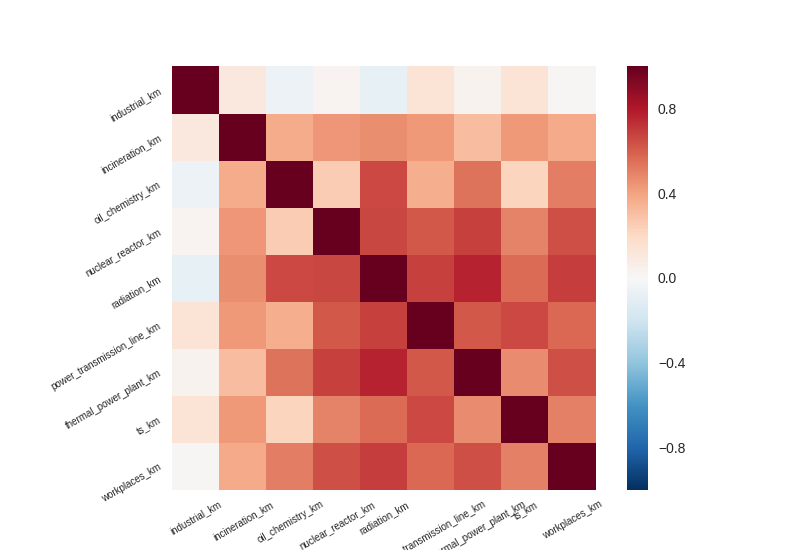 industrial_km
incineration_km
oil_chemistry_km
nuclear_reactor_km
radiation_km
power_transmission_line_km
thermal_power_plant_km
ts_km
workplaces_km
0.8
0.4
0.0
−0.4
−0.8
industrial_km
incineration_km
oil_chemistry_km
nuclear_reactor_km
radiation_km
transmission_line_km
rmal_power_plant_km
ts_km
workplaces_km